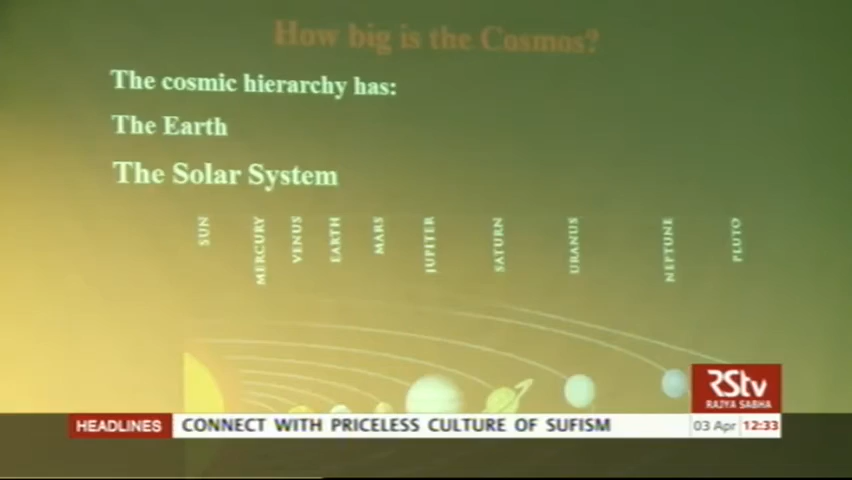 How big is the Cosmos?
The cosmic hierarchy has:
The Earth
The Solar System
SUN
MERCURY
VENUS
EARTH
MARS
JUPITER
SATURN
URANUS
NEPTUNE
PLUTO
RStv
RAJYA SABHA
HEADLINES CONNECT WITH PRICELESS CULTURE OF SUFISM 03 Apr 12:33